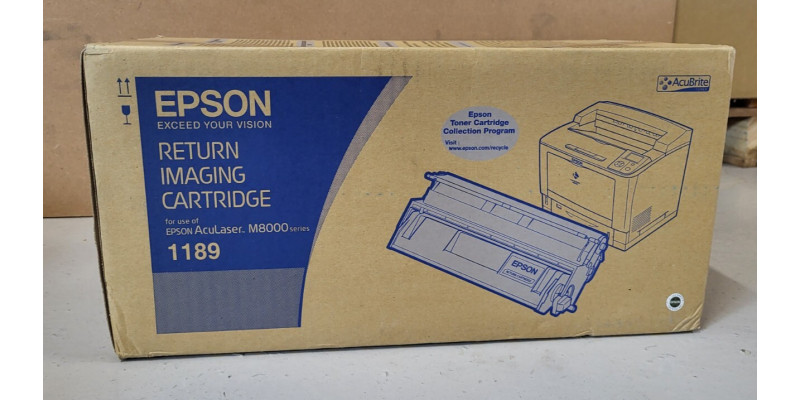 EPSON
EXCEED YOUR VISION
RETURN
IMAGING
CARTRIDGE
for use of
EPSON AcuLaser M8000 series
1189
Epson
Toner Cartridge
Collection Program
Visit :
www.epson.com/recycle
AcuBrite
EPSON